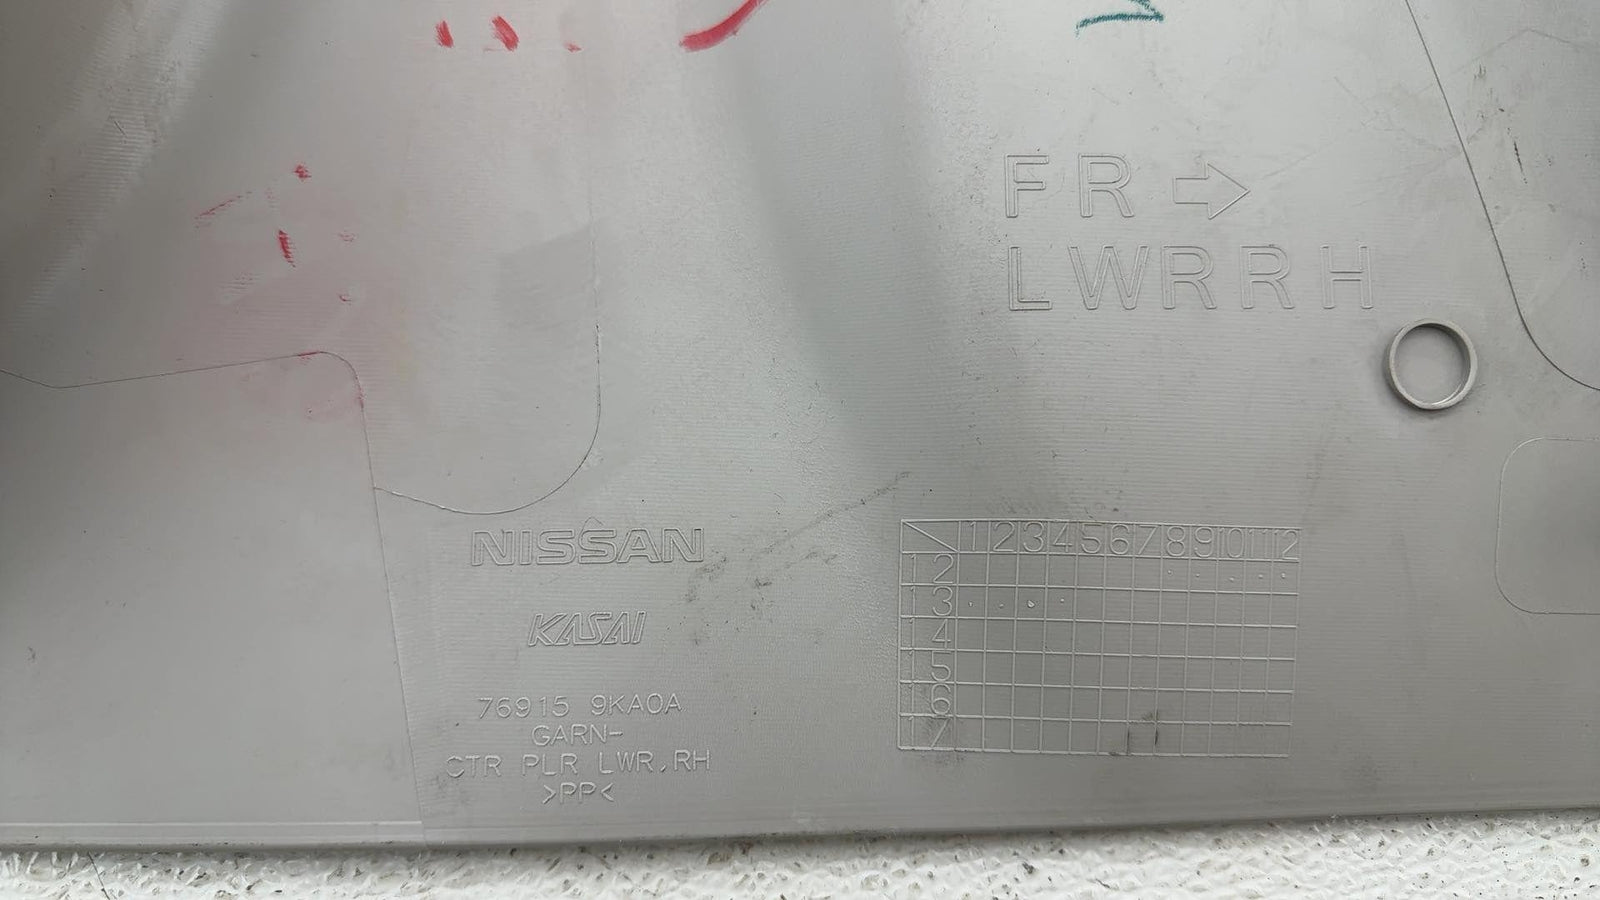 FR
LWRRH
NISSAN
KASAI
76915 9KA0A
GARN-
CTR PLR LWR,RH
>PP<
1 2 3 4 5 6 7 8 9 10 11 12
12
13
14
15
16
17